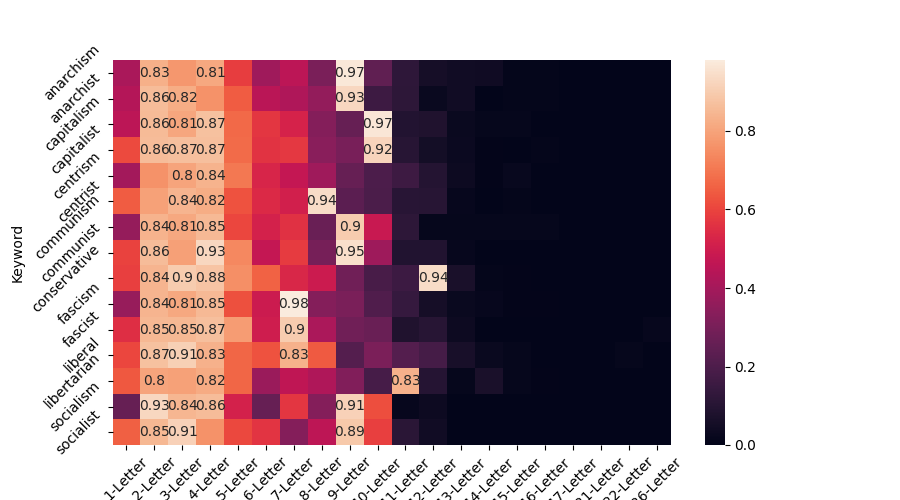 Keyword
anarchism 0.83 0.81 0.97
anarchist 0.86 0.82 0.93
capitalism 0.86 0.81 0.87 0.97
capitalist 0.86 0.87 0.87 0.92
centrism 0.8 0.84
centrist 0.84 0.82 0.94
communism 0.84 0.81 0.85 0.9
communist 0.86 0.93 0.95
conservative 0.84 0.9 0.88 0.94
fascism 0.84 0.81 0.85 0.98
fascist 0.85 0.85 0.87 0.9
liberal 0.87 0.91 0.83 0.83
libertarian 0.8 0.82 0.83
socialism 0.93 0.84 0.86 0.91
socialist 0.85 0.91 0.89
1-Letter 2-Letter 3-Letter 4-Letter 5-Letter 6-Letter 7-Letter 8-Letter 9-Letter
0.8
0.6
0.4
0.2
0.0